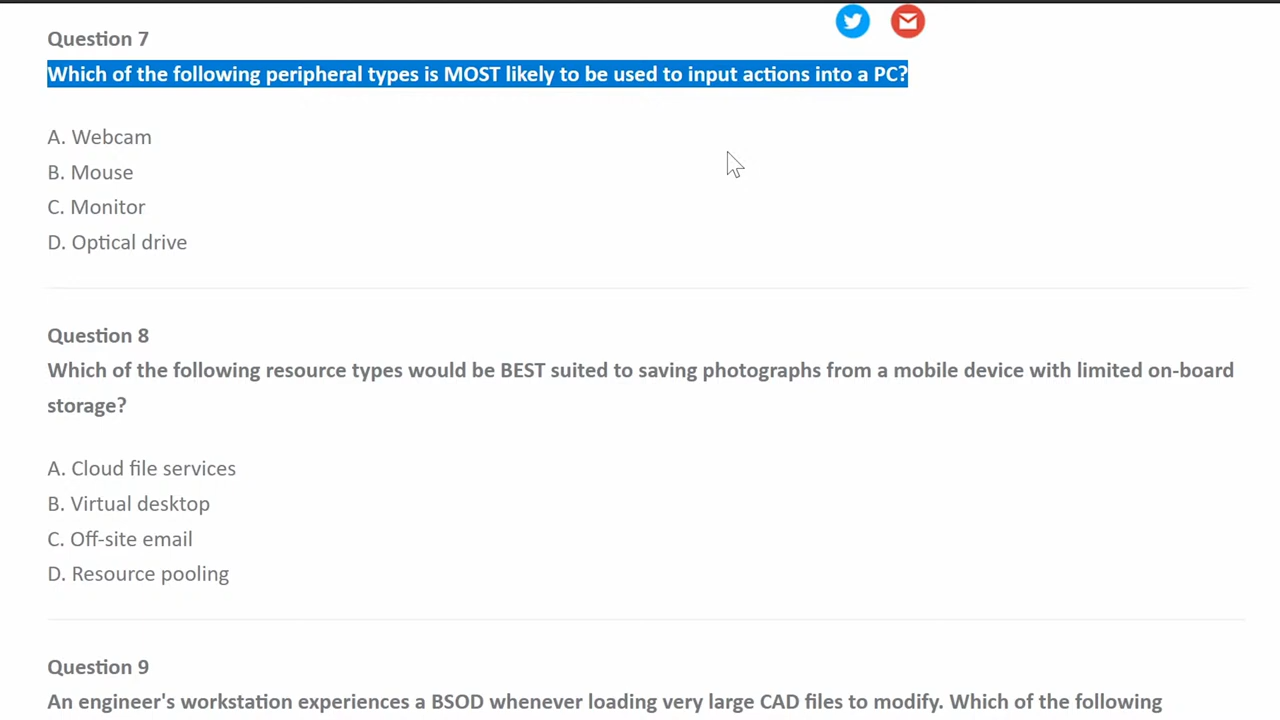 Question 7
Which of the following peripheral types is MOST likely to be used to input actions into a PC?
A. Webcam
B. Mouse
C. Monitor
D. Optical drive
Question 8
Which of the following resource types would be BEST suited to saving photographs from a mobile device with limited on-board
storage?
A. Cloud file services
B. Virtual desktop
C. Off-site email
D. Resource pooling
Question 9
An engineer's workstation experiences a BSOD whenever loading very large CAD files to modify. Which of the following